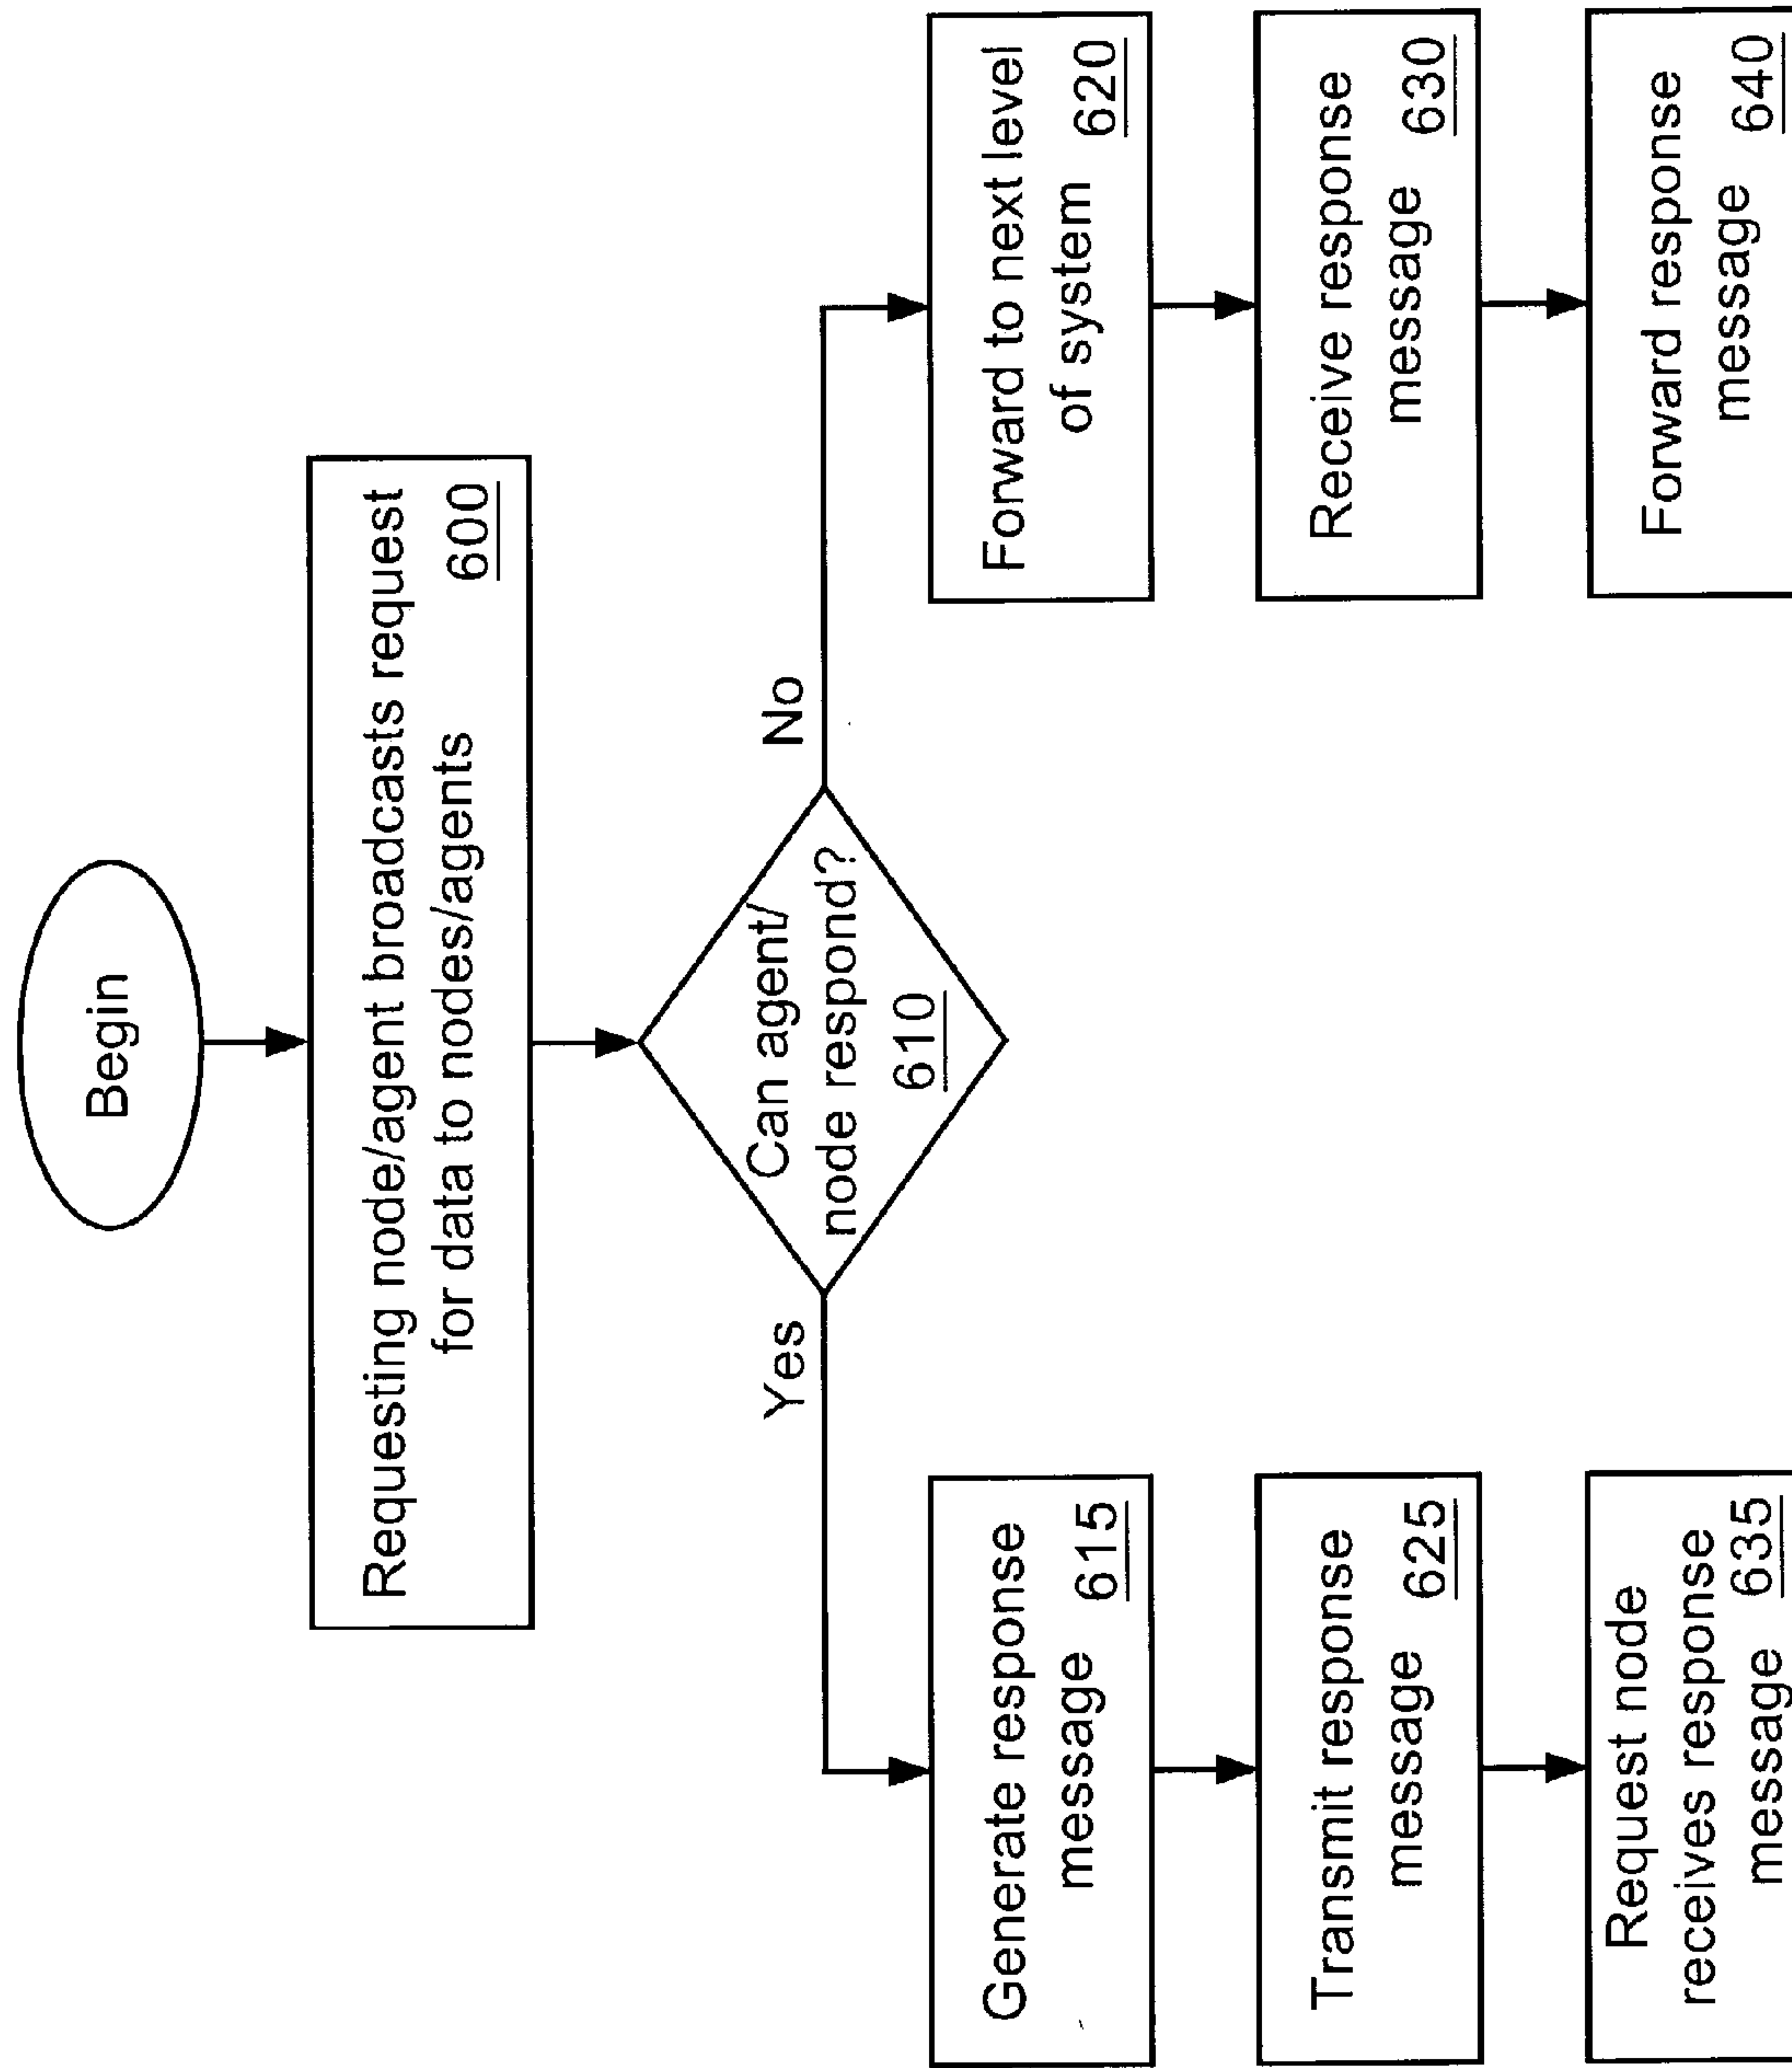 Begin
Requesting node/agent broadcasts request
for data to nodes/agents 600
Can agent/
node respond?
610
Yes
No
Generate response
message 615
Transmit response
message 625
Request node
receives response
message 635
Forward to next level
of system 620
Receive response
message 630
Forward response
message 640